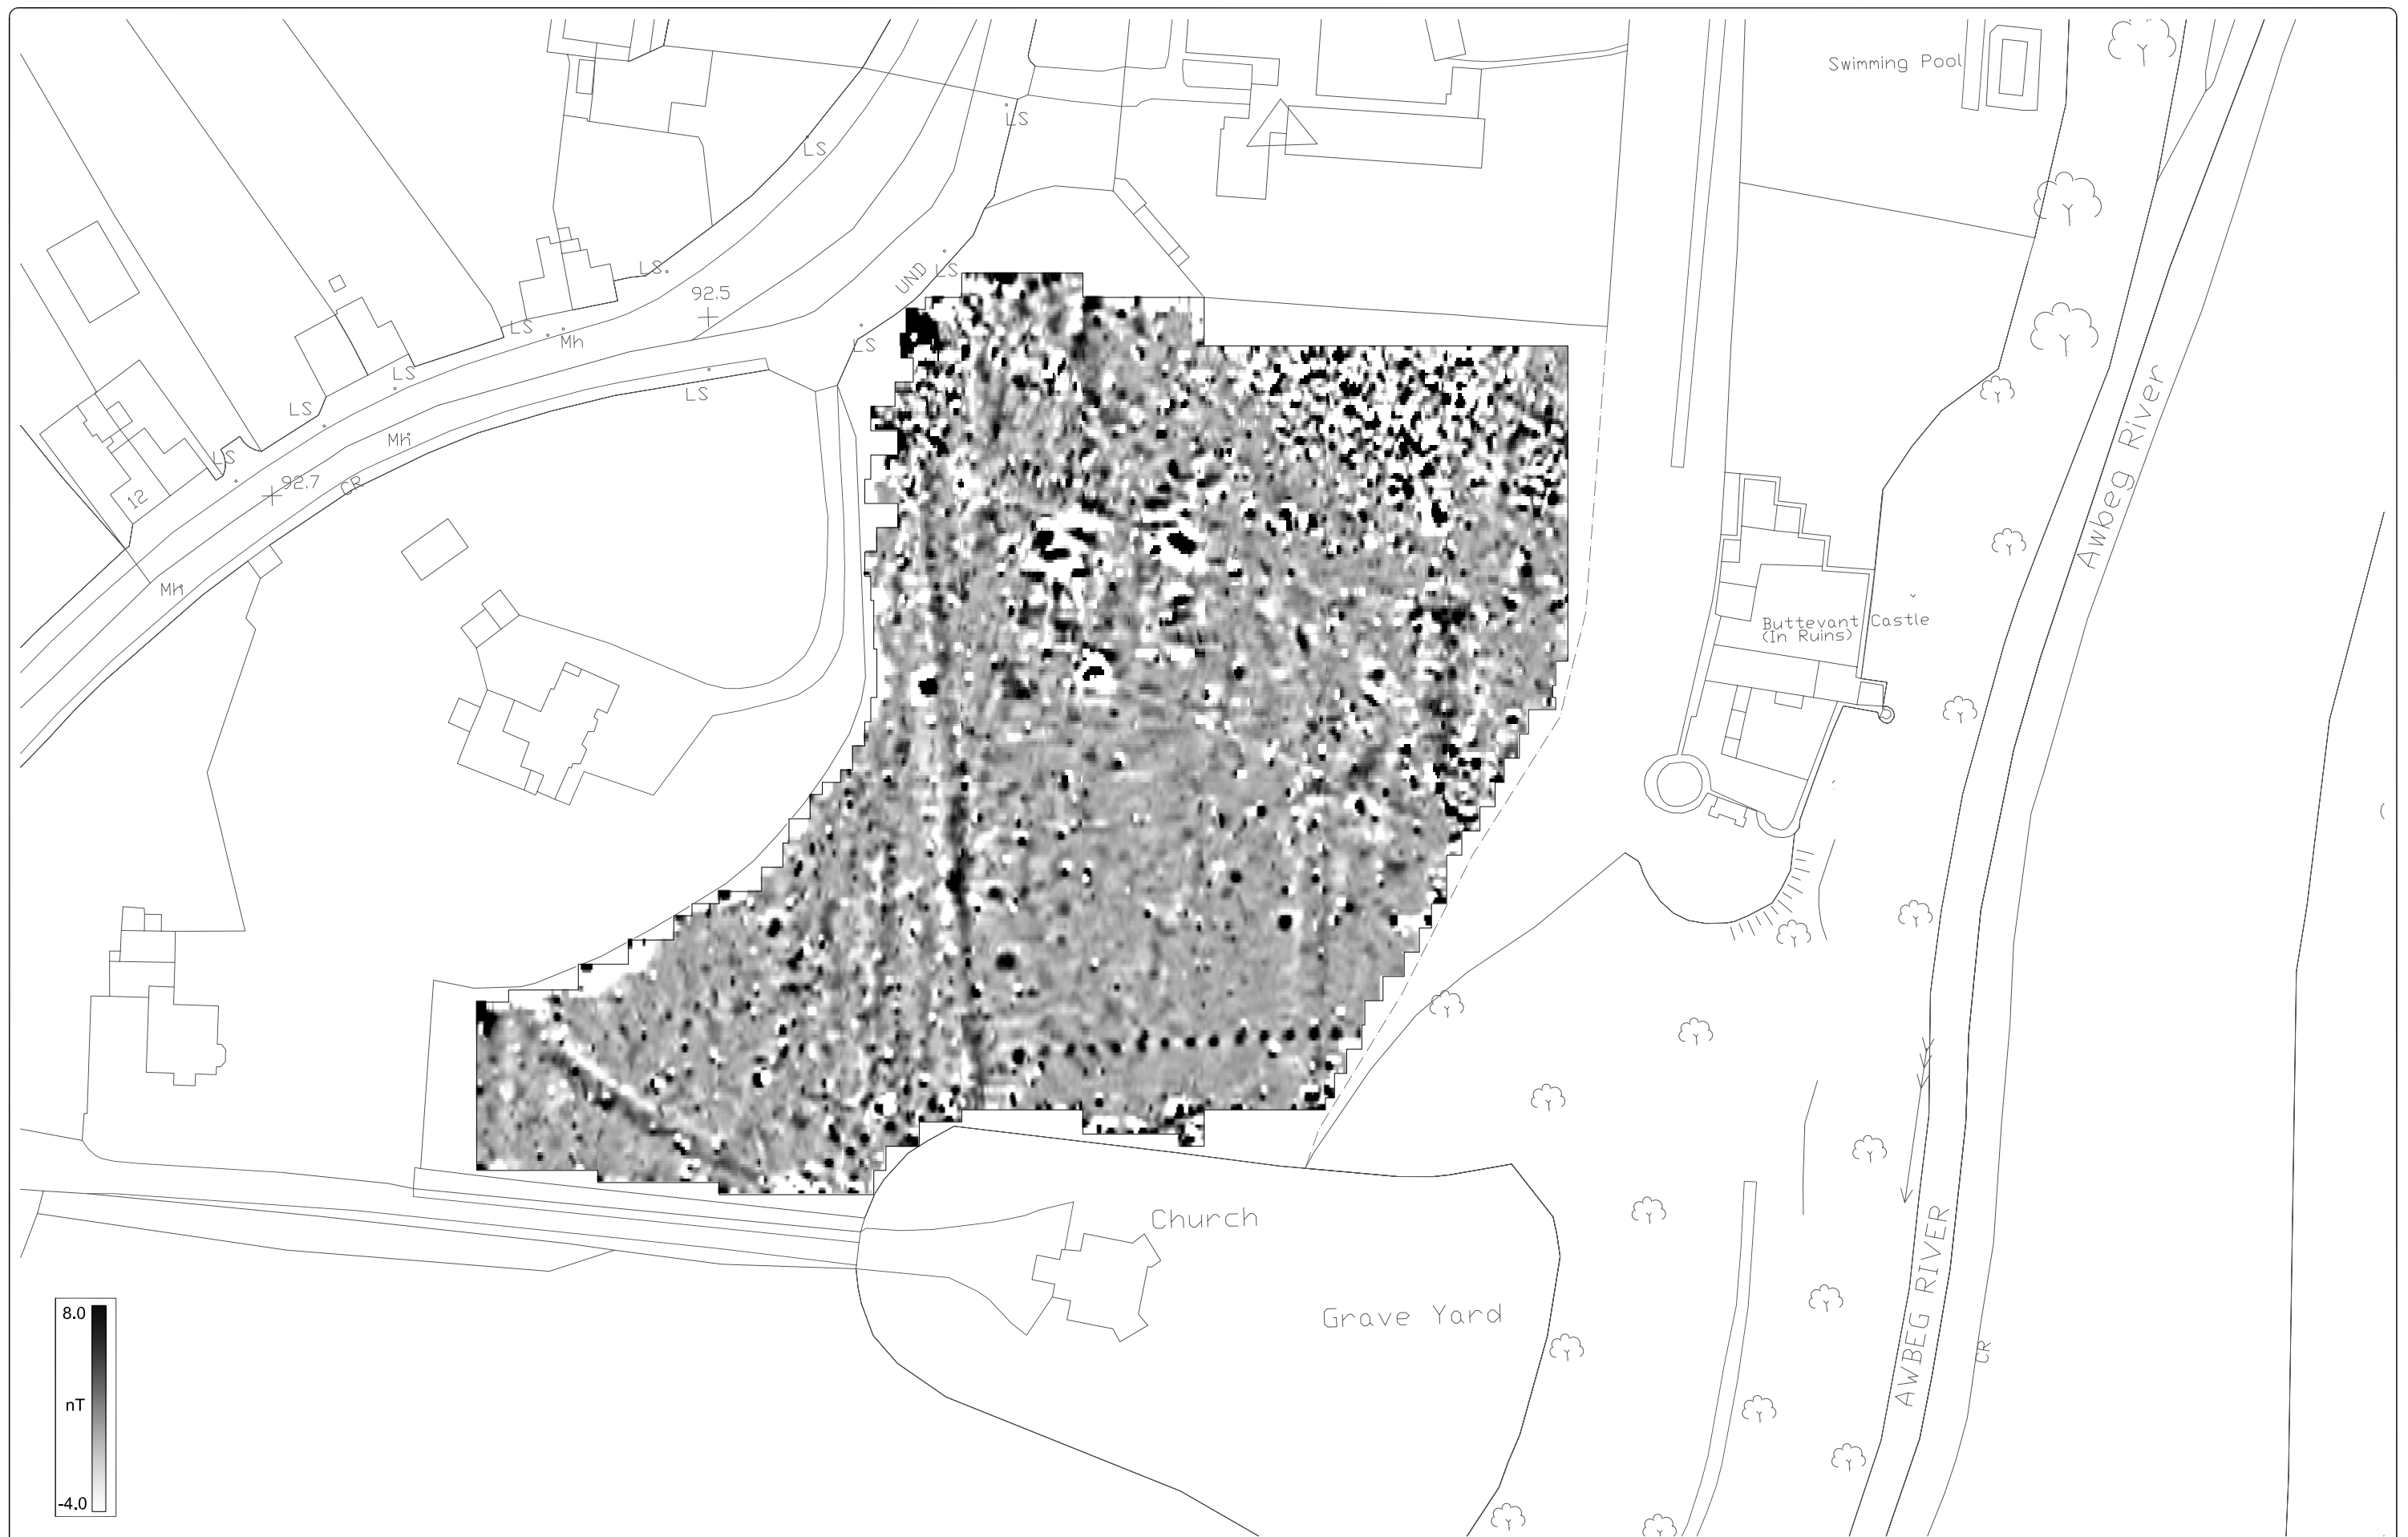 Swimming Pool
LS
LS
LS
UND
LS
92.5
LS
Mh
LS
LS
LS
LS
Mh
LS
92.7
CR
12
Mh
Awbeg River
Buttevant Castle
(In Ruins)
Church
Grave Yard
AWBEG RIVER
CR
8.0
nT
-4.0